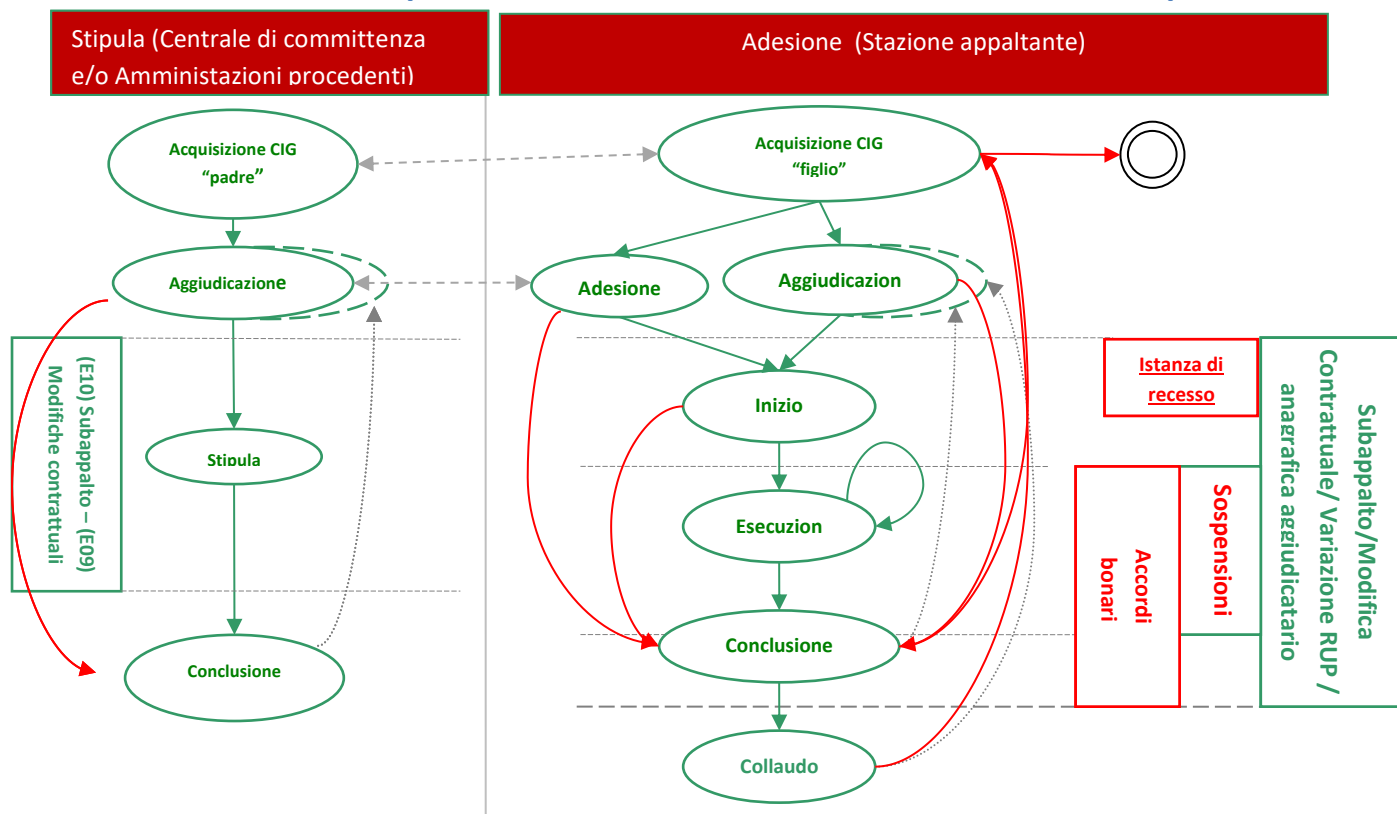 Stipula (Centrale di committenza
e/o Amministazioni procedenti)
Adesione (Stazione appaltante)
Acquisizione CIG
“padre”
Acquisizione CIG
“figlio”
Aggiudicazione
Adesione
Aggiudicazion
(E10) Subappalto – (E09)
Modifiche contrattuali
Stipula
Inizio
Esecuzion
Conclusione
Conclusione
Collaudo
Istanza di
recesso
Sospensioni
Accordi
bonari
Subappalto/Modifica
Contrattuale/ Variazione RUP /
anagrafica aggiudicatario